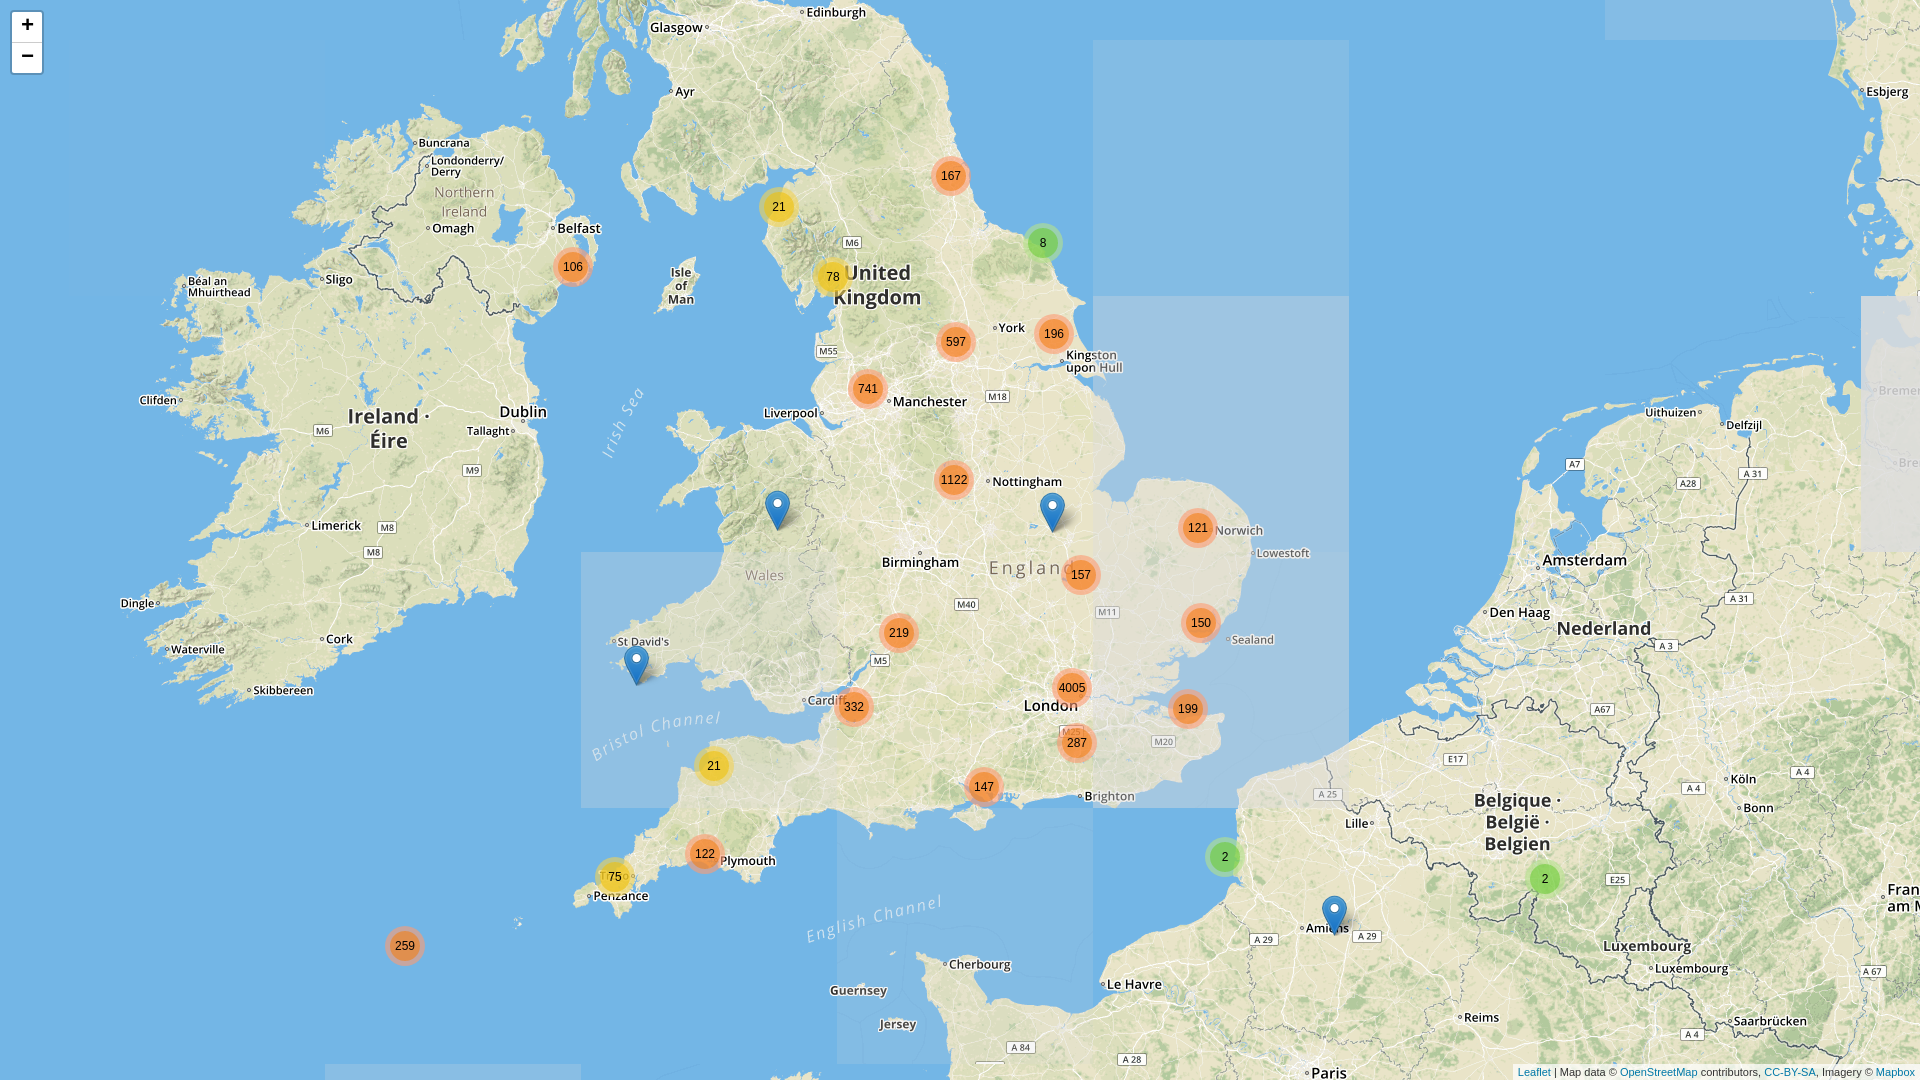 +
−
Edinburgh
Glasgow
Ayr
Esbjerg
Buncrana
Londonderry/
Derry
Northern
Ireland
Omagh
Belfast
167
21
8
M6
106
78
United
Kingdom
Isle
of
Man
Sligo
Béal an
Mhuirthead
York
196
597
Kingston
upon Hull
M55
741
Manchester
M18
Liverpool
Clifden
Ireland ·
Éire
Dublin
Tallaght
M6
M9
Irish Sea
Uithuizen
Delfzijl
A7
A 31
A28
1122
Nottingham
Limerick
M8
M8
121
Norwich
Lowestoft
Birmingham
England
157
Wales
Amsterdam
Den Haag
Nederland
A 31
A 3
Dingle
Cork
Waterville
Skibbereen
M40
M11
219
150
Sealand
St David's
M5
4005
London
Cardiff
332
199
A67
Bristol Channel
M25
287
M20
E17
21
147
Brighton
A 25
Köln
A 4
A 4
Bonn
Belgique ·
België ·
Belgien
Lille
122
Plymouth
2
75
Penzance
2
E25
English Channel
259
Amiens
A 29
A 29
Luxembourg
Luxembourg
A 67
Cherbourg
Guernsey
Le Havre
Jersey
Reims
Saarbrücken
A 4
A 84
A 28
Paris
Leaflet | Map data © OpenStreetMap contributors, CC-BY-SA, Imagery © Mapbox